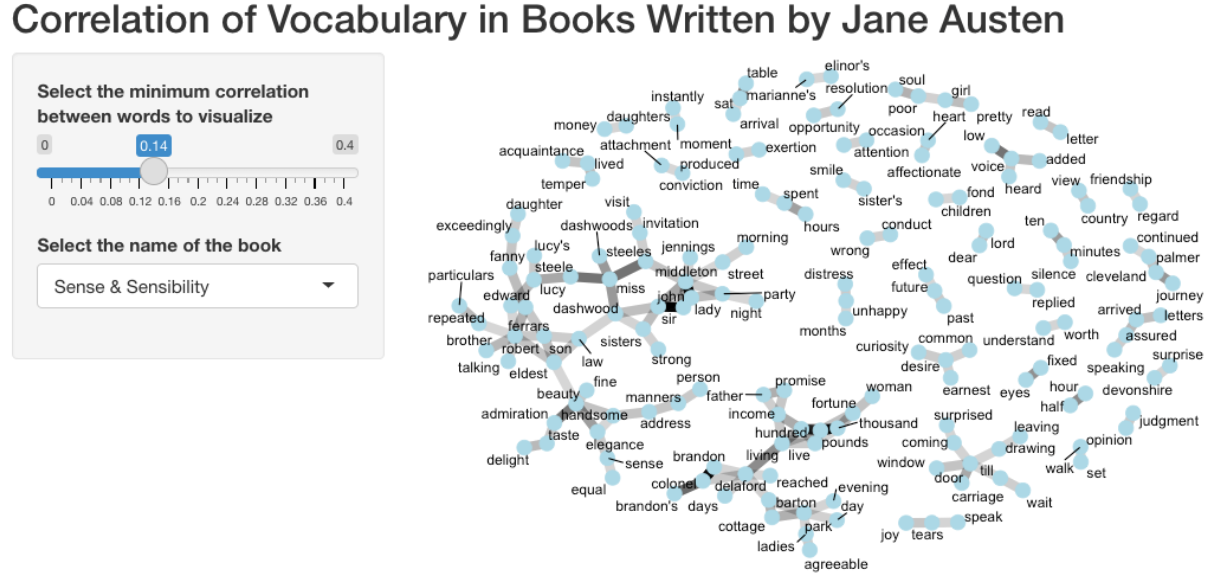 Correlation of Vocabulary in Books Written by Jane Austen
Select the minimum correlation
between words to visualize
0 0.14 0.4
0 0.04 0.08 0.12 0.16 0.2 0.24 0.28 0.32 0.36 0.4
Select the name of the book
Sense & Sensibility
table
elinor's
marianne's
resolution
soul
girl
instantly
sat
poor
money
daughters
arrival
opportunity
heart
pretty
read
occasion
low
letter
acquaintance
attachment
moment
exertion
lived
produced
attention
voice
added
temper
conviction
time
smile
affectionate
heard
view
friendship
daughter
visit
spent
sister's
fond
children
country
regard
exceedingly
dashwoods
invitation
hours
conduct
ten
lucy's
steeles
jennings
morning
wrong
lord
continued
fanny
steele
middleton
street
dear
minutes
palmer
particulars
lucy
miss
distress
effect
question
silence
cleveland
edward
john
party
future
journey
dashwood
lady
night
replied
repeated
ferrars
sir
unhappy
past
arrived
letters
brother
sisters
months
common
understand
worth
assured
robert
son
law
strong
curiosity
surprise
talking
eldest
desire
fixed
speaking
fine
person
promise
woman
earnest
eyes
hour
devonshire
beauty
manners
father
fortune
half
admiration
handsome
address
income
thousand
surprised
leaving
judgment
taste
hundred
pounds
coming
drawing
opinion
elegance
brandon
living
live
window
till
walk
set
delight
sense
colonel
delaford
reached
door
equal
evening
carriage
wait
brandon's
days
barton
day
cottage
park
speak
ladies
joy
tears
agreeable